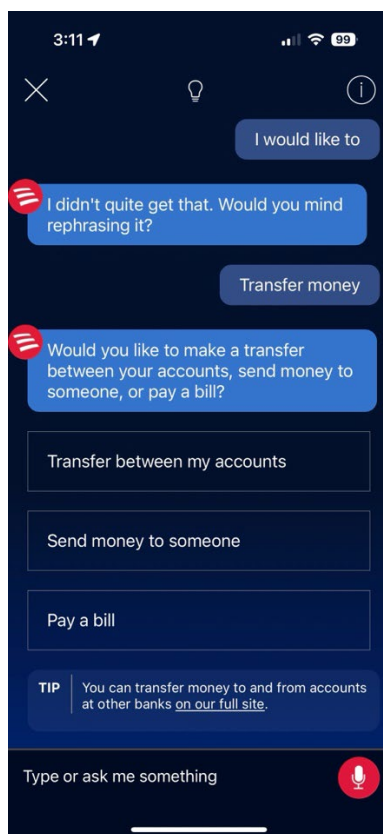 3:11
99
I would like to
I didn't quite get that. Would you mind
rephrasing it?
Transfer money
Would you like to make a transfer
between your accounts, send money to
someone, or pay a bill?
Transfer between my accounts
Send money to someone
Pay a bill
TIP
You can transfer money to and from accounts
at other banks on our full site.
Type or ask me something